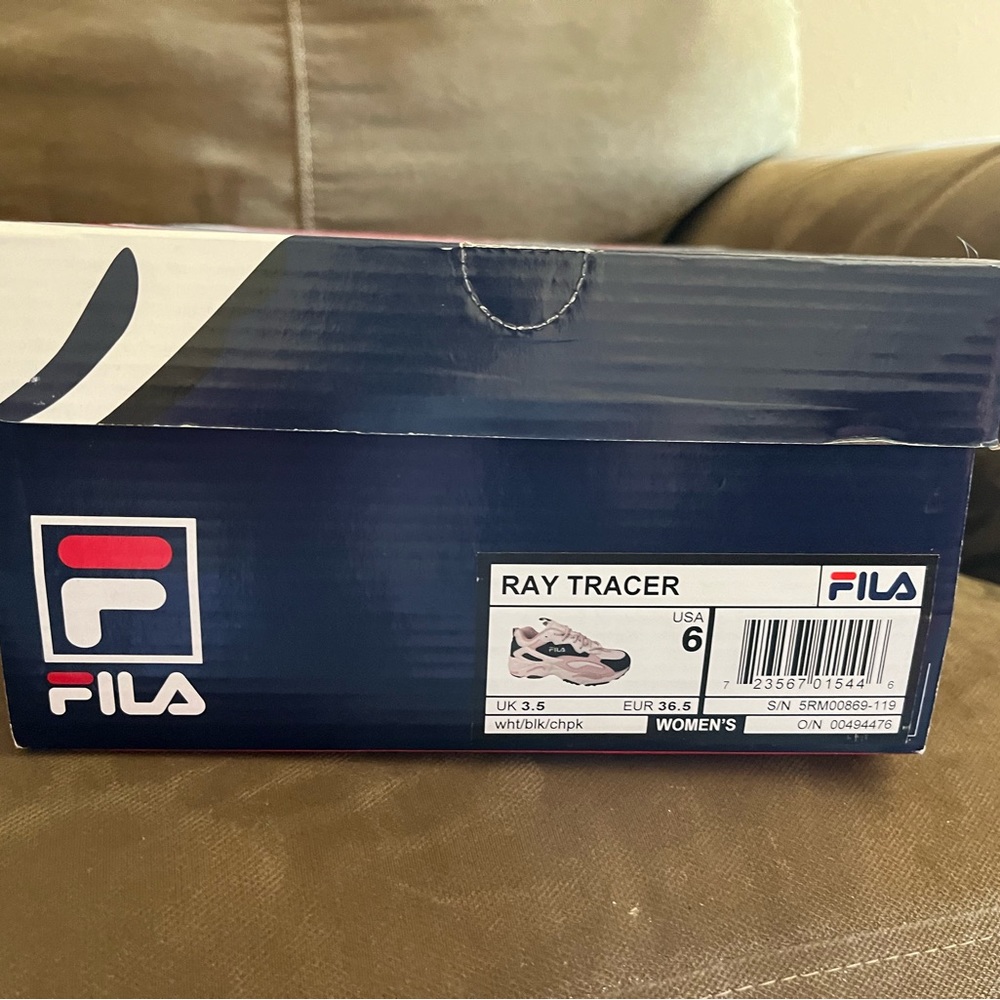 F
FILA
RAY TRACER
FILA
FILA
USA
6
7 23567 01544 6
UK 3.5
EUR 36.5
S/N 5RM00869-119
wht/blk/chpk
WOMEN'S
O/N 00494476